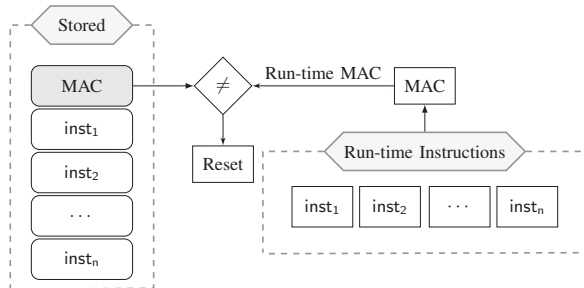 Stored
MAC
inst1
inst2
· · ·
instn
≠
Run-time MAC
MAC
Reset
Run-time Instructions
inst1
inst2
· · ·
instn